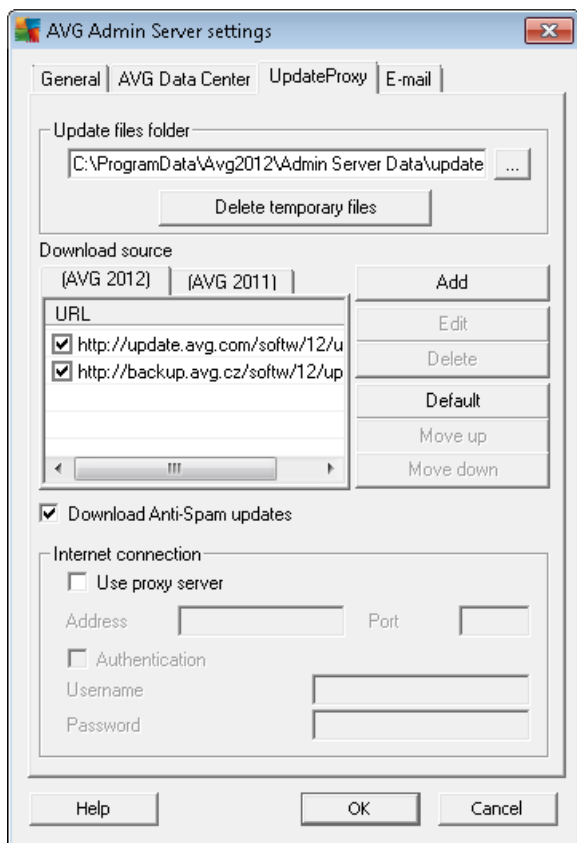 AVG Admin Server settings
General AVG Data Center UpdateProxy E-mail
Update files folder
C:\ProgramData\Avg2012\Admin Server Data\update ...
Delete temporary files
Download source
(AVG 2012) (AVG 2011)
URL
http://update.avg.com/softw/12/u
http://backup.avg.cz/softw/12/up
Add
Edit
Delete
Default
Move up
Move down
Download Anti-Spam updates
Internet connection
Use proxy server
Address Port
Authentication
Username
Password
Help OK Cancel